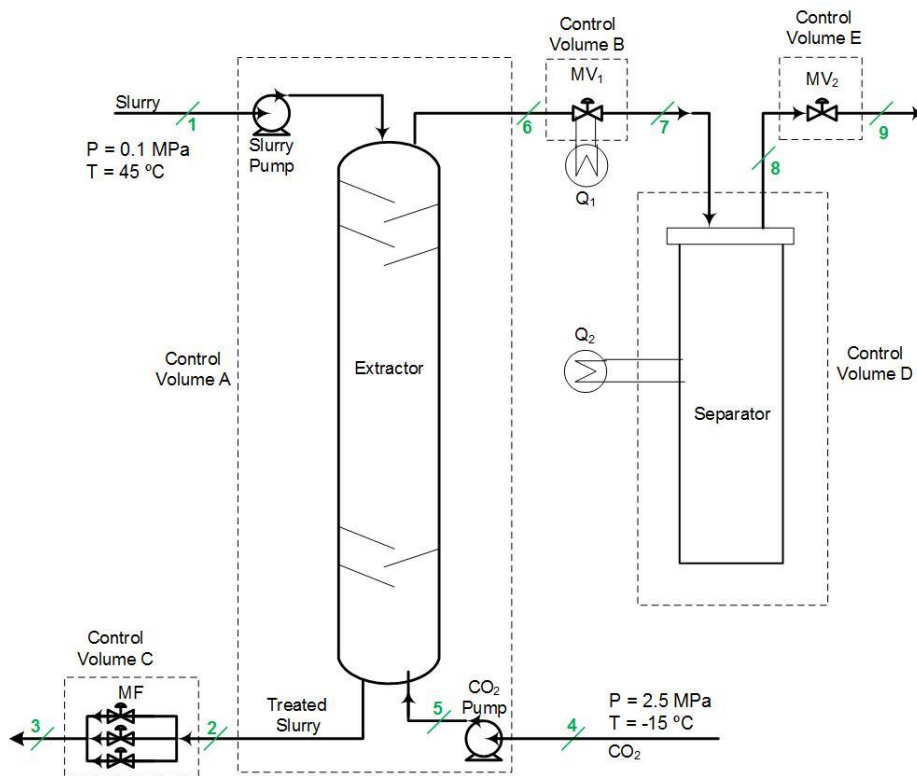 Control
Volume B
Control
Volume E
MV₁
MV₂
Slurry
1
Slurry
Pump
6
7
8
9
P = 0.1 MPa
T = 45 ºC
Q₁
Q₂
Control
Volume A
Extractor
Control
Volume D
Separator
Control
Volume C
MF
Treated
Slurry
CO₂
Pump
P = 2.5 MPa
T = -15 ºC
3
2
5
4
CO₂